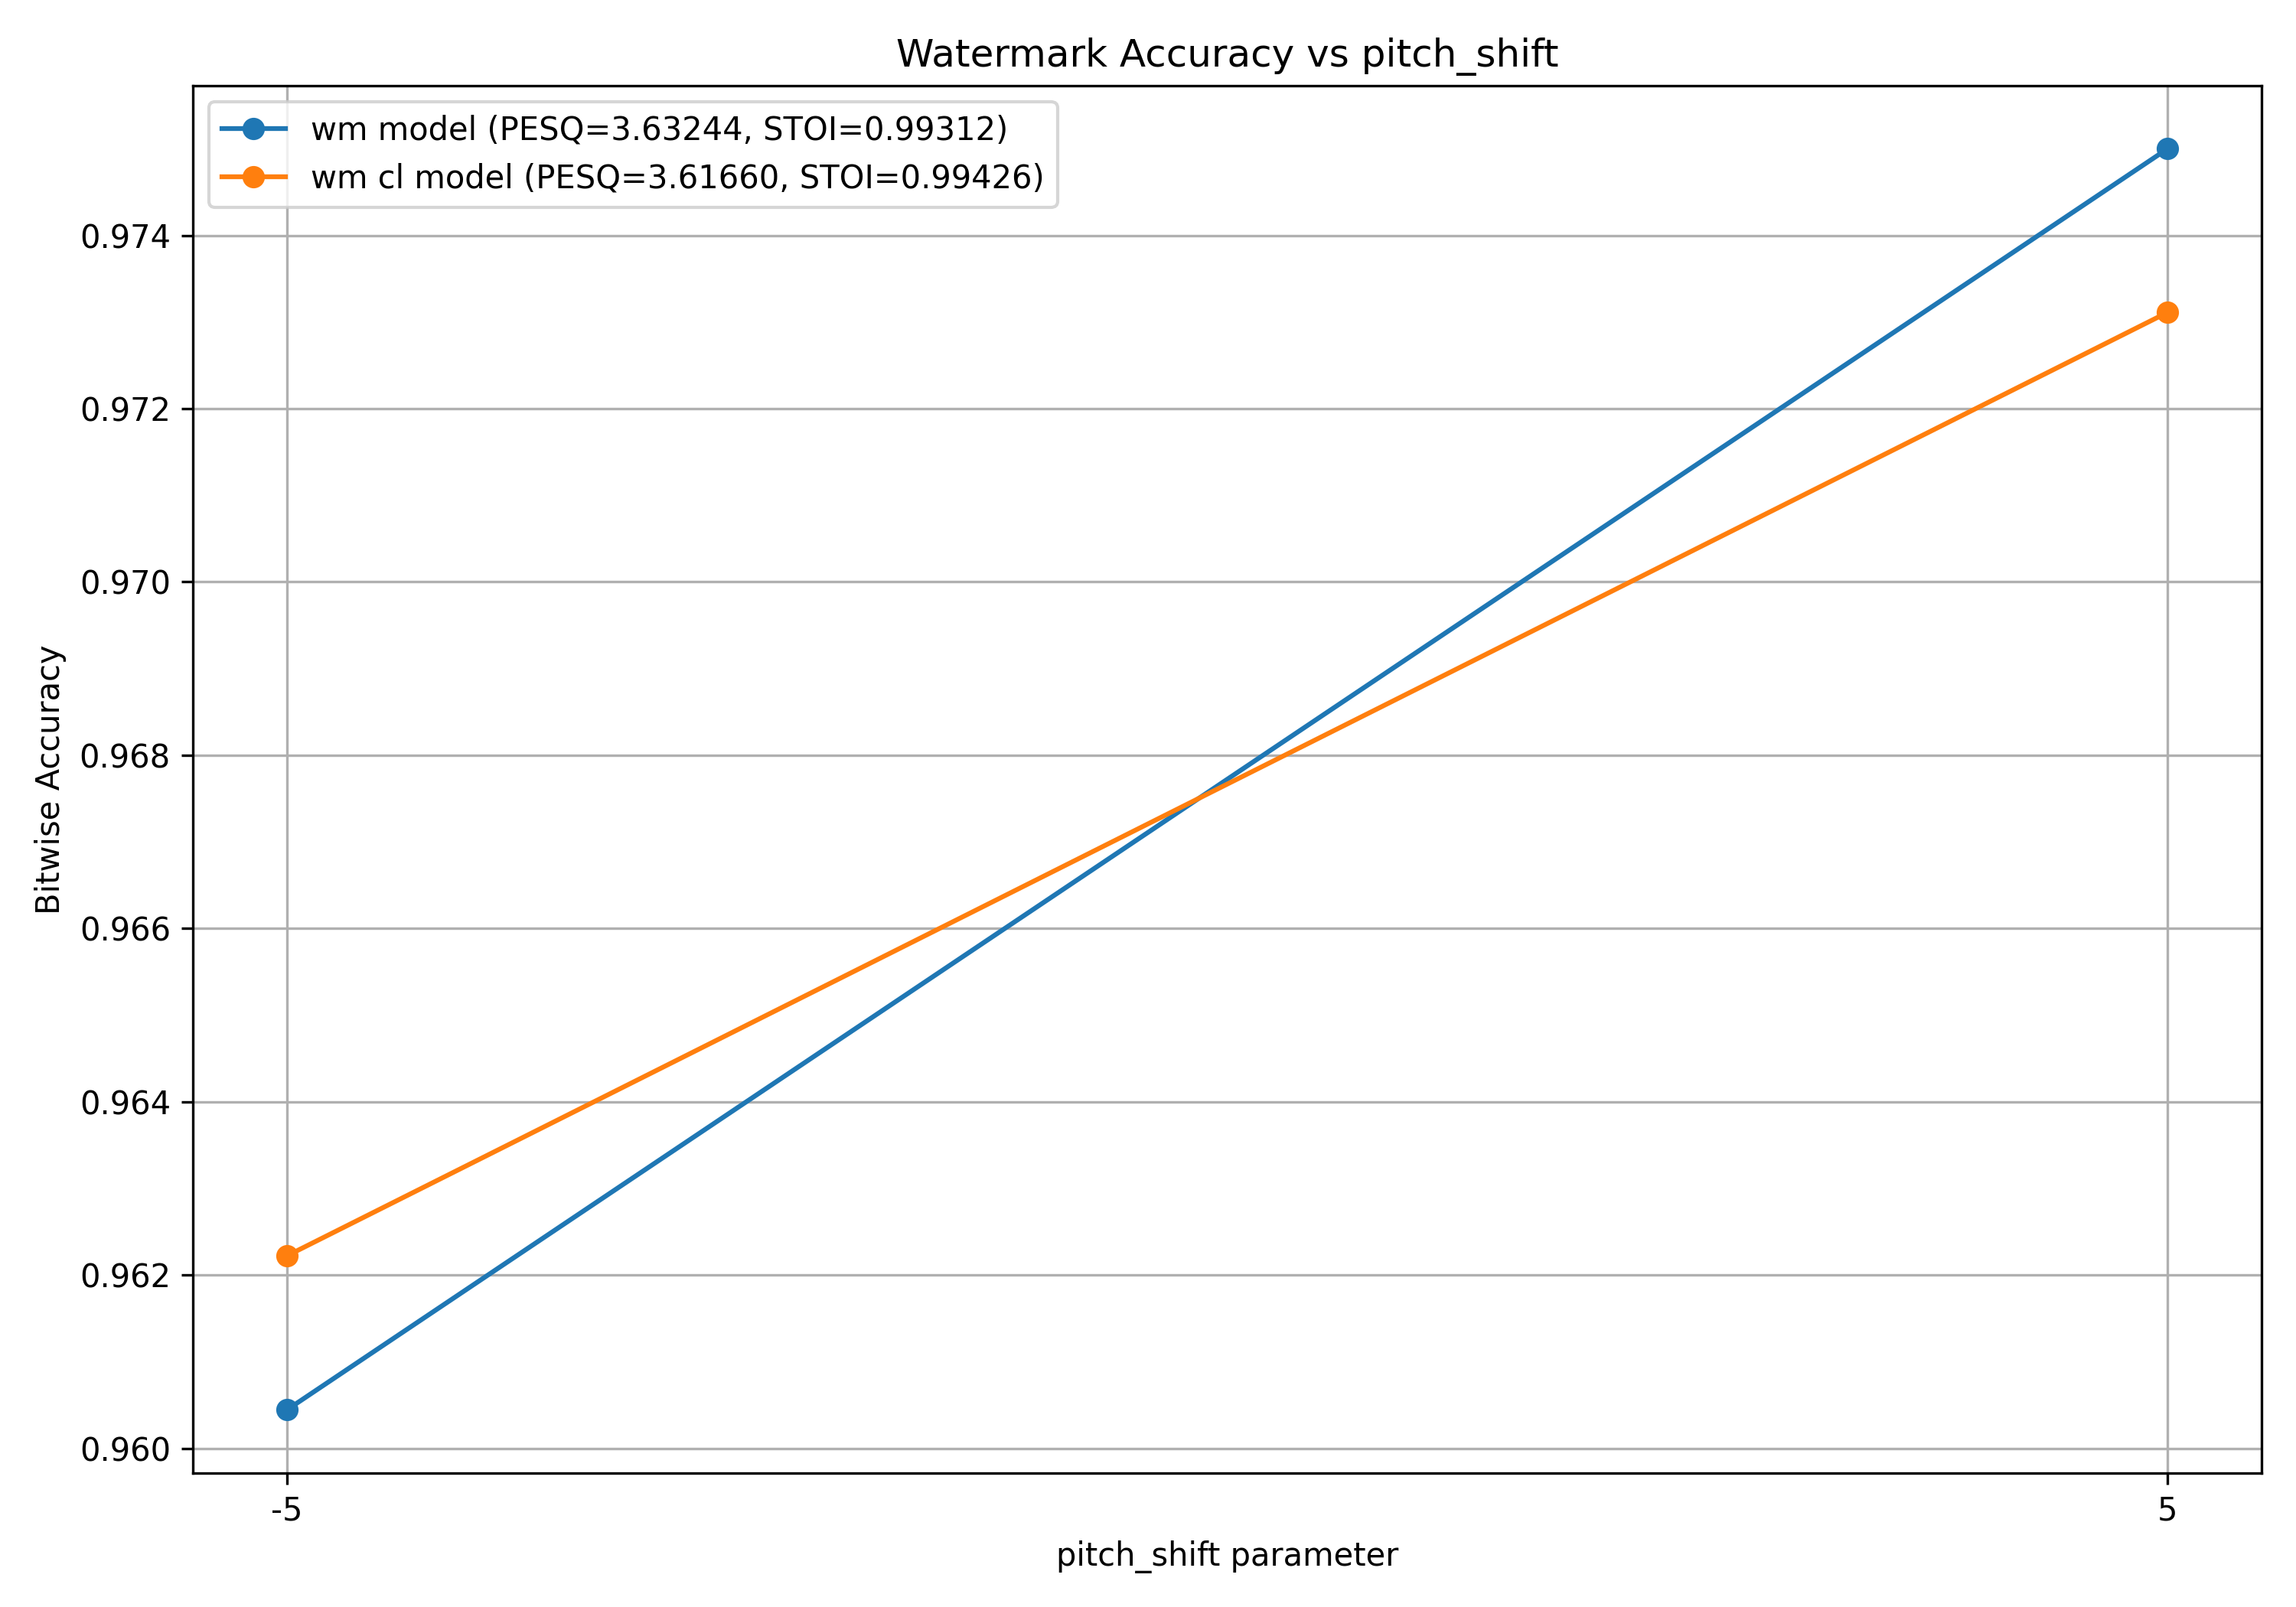 Watermark Accuracy vs pitch_shift
wm model (PESQ=3.63244, STOI=0.99312)
wm cl model (PESQ=3.61660, STOI=0.99426)
0.974
0.972
0.970
0.968
0.966
0.964
0.962
0.960
Bitwise Accuracy
-5
5
pitch_shift parameter